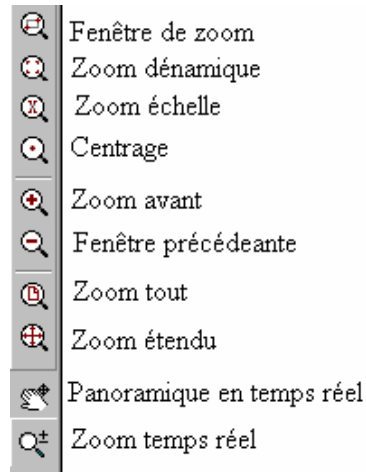 Fenêtre de zoom
Zoom dénamique
Zoom échelle
Centrage
Zoom avant
Fenêtre précédeante
Zoom tout
Zoom étendu
Panoramique en temps réel
Zoom temps réel